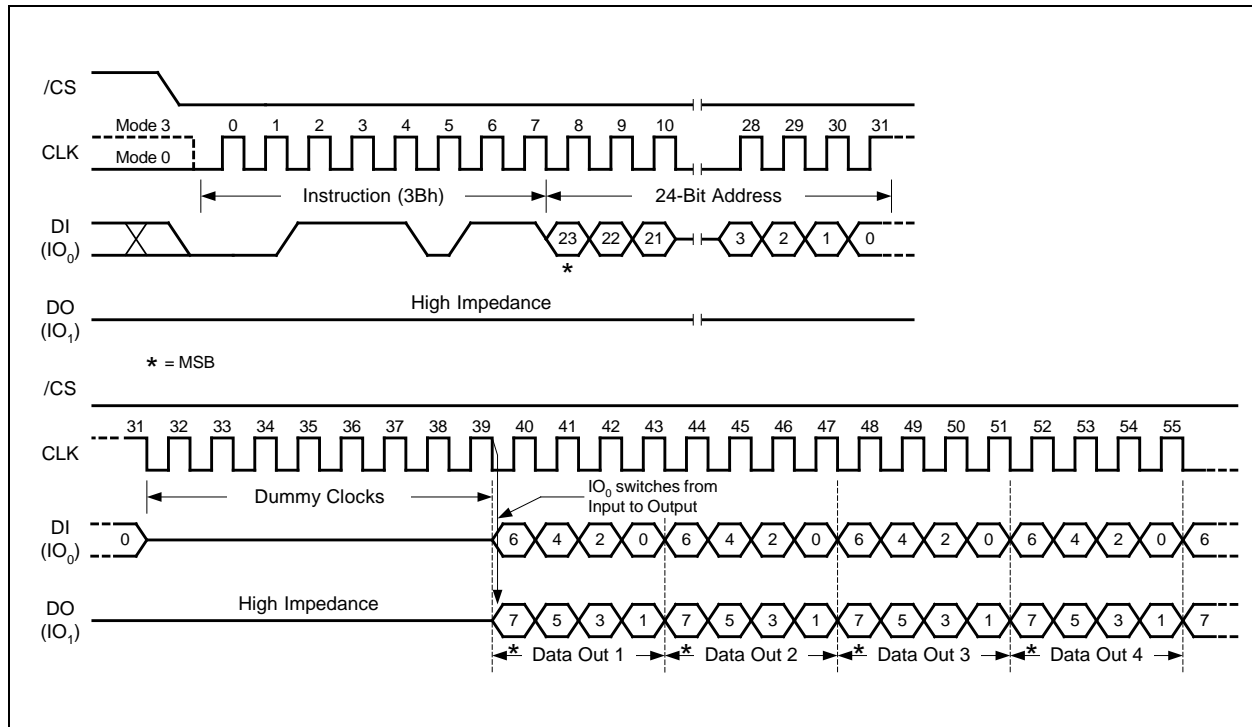 /CS
Mode 3 0 1 2 3 4 5 6 7 8 9 10 28 29 30 31
CLK
Mode 0
Instruction (3Bh) 24-Bit Address
DI
(IO0)
23 22 21 3 2 1 0
*
High Impedance
DO
(IO1)
* = MSB
/CS
31 32 33 34 35 36 37 38 39 40 41 42 43 44 45 46 47 48 49 50 51 52 53 54 55
CLK
Dummy Clocks
IO0 switches from
Input to Output
DI
(IO0)
0 6 4 2 0 6 4 2 0 6 4 2 0 6 4 2 0 6
High Impedance
DO
(IO1)
7 5 3 1 7 5 3 1 7 5 3 1 7 5 3 1 7
* Data Out 1 * Data Out 2 * Data Out 3 * Data Out 4